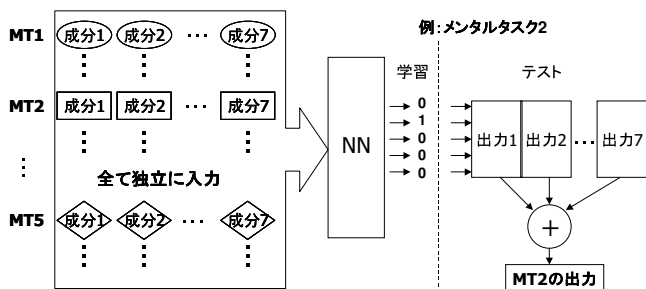 例:メンタルタスク2
MT1 成分1 成分2 … 成分7
MT2 成分1 成分2 … 成分7
全て独立に入力
MT5 成分1 成分2 … 成分7
NN
学習
0
1
0
0
0
テスト
出力1 出力2 … 出力7
+
MT2の出力